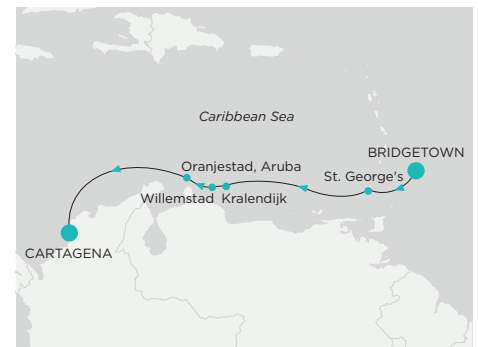 Caribbean Sea
BRIDGETOWN
Oranjestad, Aruba
St. George's
Willemstad Kralendijk
CARTAGENA